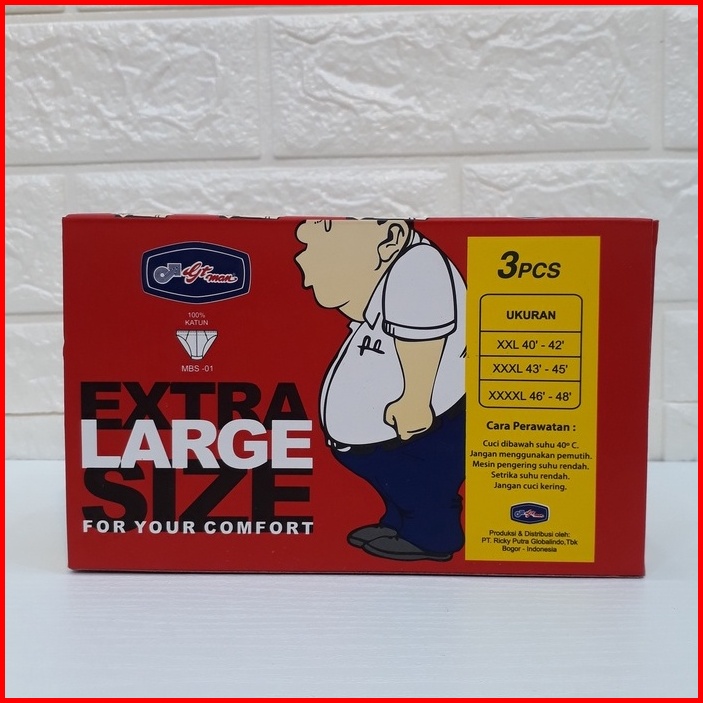 GT man
100%
KATUN
MBS -01
EXTRA
LARGE
SIZE
FOR YOUR COMFORT
3PCS
UKURAN
XXL 40' - 42'
XXXL 43' - 45'
XXXXL 46' - 48'
Cara Perawatan :
Cuci dibawah suhu 40º C.
Jangan menggunakan pemutih.
Mesin pengering suhu rendah.
Setrika suhu rendah.
Jangan cuci kering.
Produksi & Distribusi oleh:
PT. Ricky Putra Globalindo,Tbk
Bogor - Indonesia